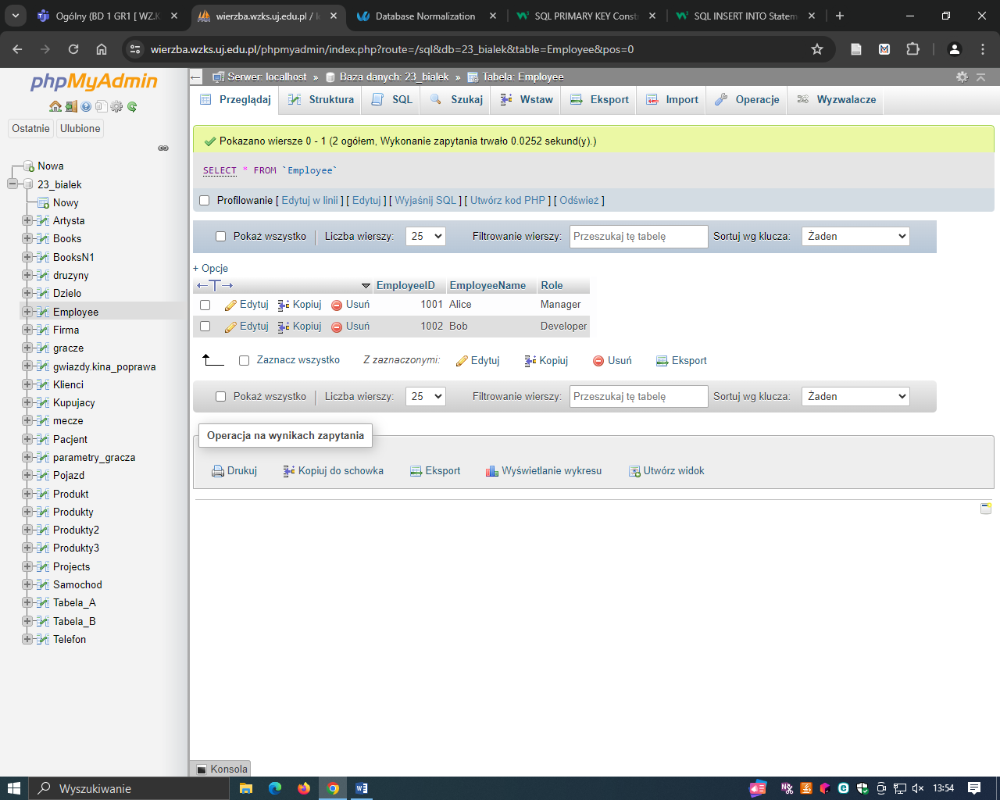 Ogólny (BD 1 GR1 [ WZ.K
wierzba.wzks.uj.edu.pl / k
Database Normalization
SQL PRIMARY KEY Const
SQL INSERT INTO Statem
wierzba.wzks.uj.edu.pl/phpmyadmin/index.php?route=/sql&db=23_bialek&table=Employee&pos=0
phpMyAdmin
Ostatnie Ulubione
Nowa
23_bialek
Nowy
Artysta
Books
BooksN1
druzyny
Dzielo
Employee
Firma
gracze
gwiazdy.kina_poprawa
Klienci
Kupujacy
mecze
Pacjent
parametry_gracza
Pojazd
Produkt
Produkty
Produkty2
Produkty3
Projects
Samochod
Tabela_A
Tabela_B
Telefon
Serwer: localhost » Baza danych: 23_bialek » Tabela: Employee
Przeglądaj Struktura SQL Szukaj Wstaw Eksport Import Operacje Wyzwalacze
Pokazano wiersze 0 - 1 (2 ogółem, Wykonanie zapytania trwało 0.0252 sekund(y).)
SELECT * FROM `Employee`
Profilowanie [ Edytuj w linii ] [ Edytuj ] [ Wyjaśnij SQL ] [ Utwórz kod PHP ] [ Odśwież ]
Pokaż wszystko Liczba wierszy: 25 Filtrowanie wierszy: Przeszukaj tę tabelę Sortuj wg klucza: Żaden
+ Opcje
EmployeeID EmployeeName Role
Edytuj Kopiuj Usuń 1001 Alice Manager
Edytuj Kopiuj Usuń 1002 Bob Developer
Zaznacz wszystko Z zaznaczonymi: Edytuj Kopiuj Usuń Eksport
Pokaż wszystko Liczba wierszy: 25 Filtrowanie wierszy: Przeszukaj tę tabelę Sortuj wg klucza: Żaden
Operacja na wynikach zapytania
Drukuj Kopiuj do schowka Eksport Wyświetlanie wykresu Utwórz widok
Konsola
Wyszukiwanie
13:54